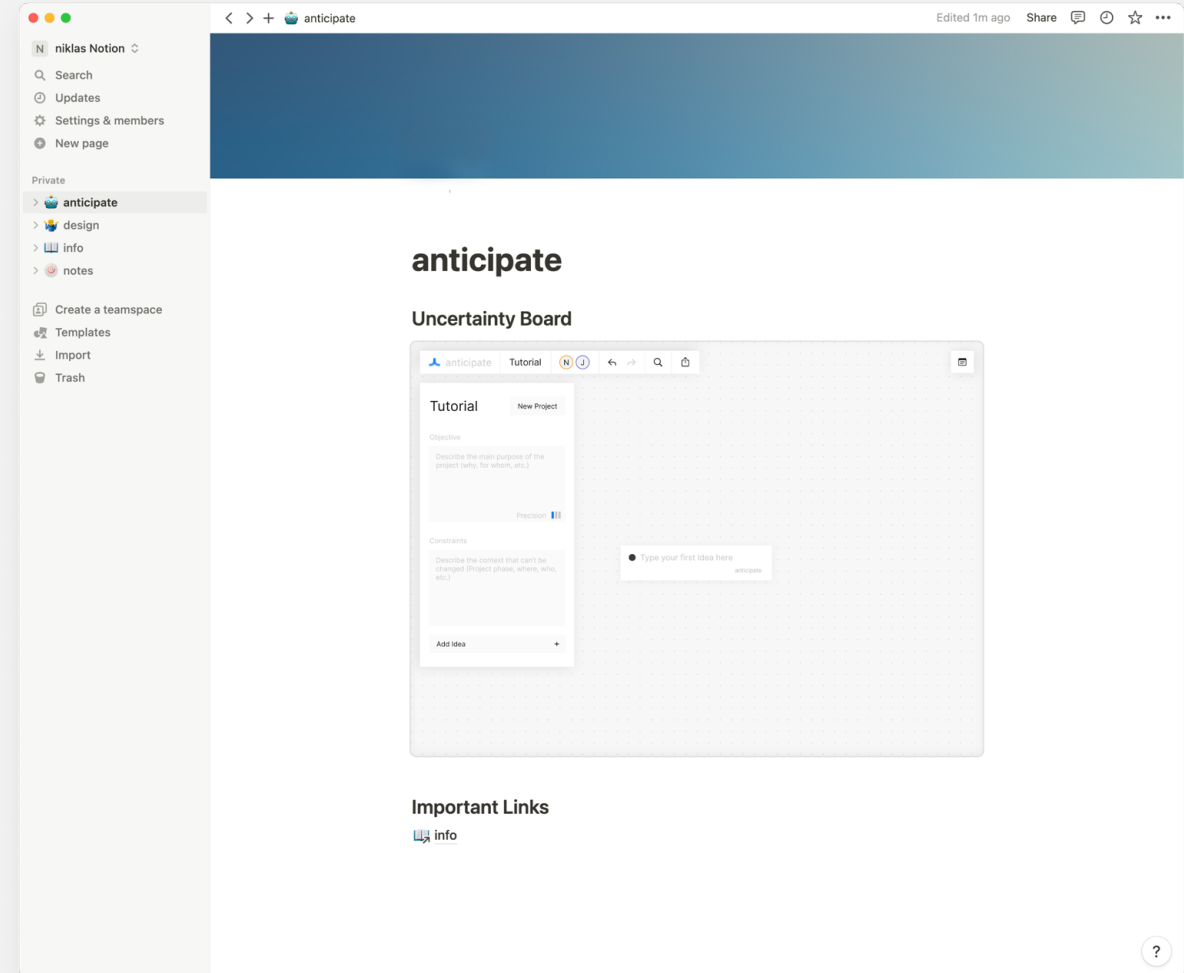 anticipate
Edited 1m ago
Share
N niklas Notion
Search
Updates
Settings & members
New page
Private
anticipate
design
info
notes
Create a teamspace
Templates
Import
Trash
anticipate
Uncertainty Board
anticipate
Tutorial
N J
Tutorial
New Project
Objective
Describe the main purpose of the
project (why, for whom, ets.)
Precision
Constraints
Describe the context that can't be
changed (Project phase, where, who,
etc.)
Add Idea +
Type your first idea here
anticipate
Important Links
info
?